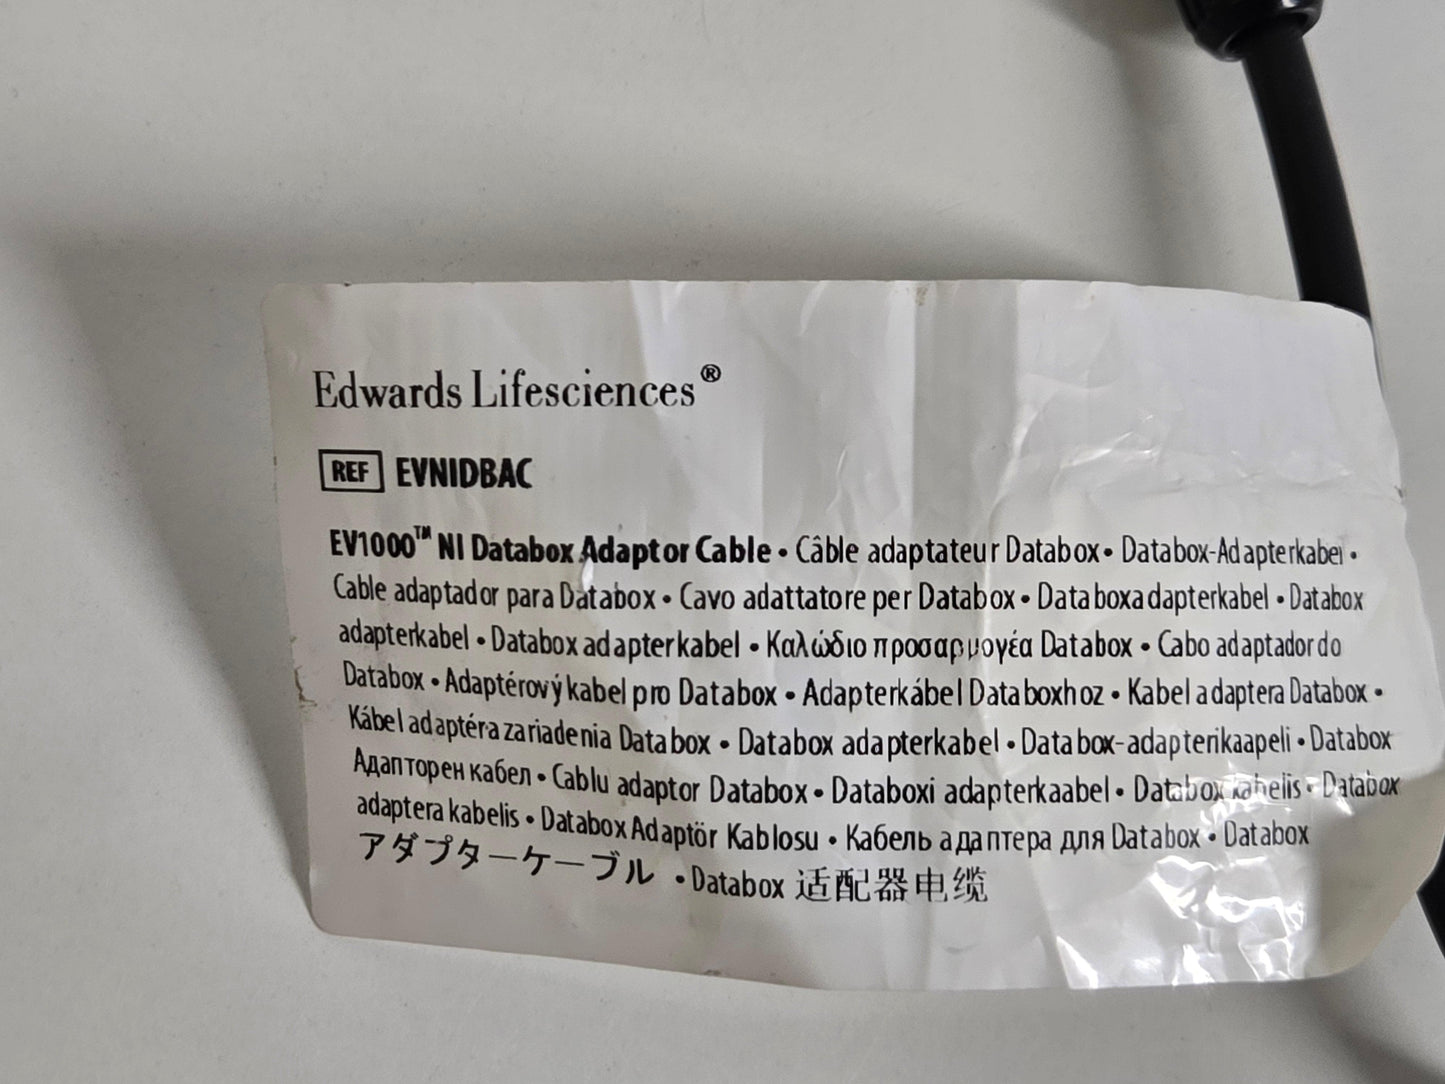 Edwards Lifesciences®
REF EVNIDBAC
EV1000™ NI Databox Adaptor Cable • Câble adaptateur Databox • Databox-Adapterkabel •
Cable adaptador para Databox • Cavo adattatore per Databox • Databoxadapterkabel • Databox
adapterkabel • Databox adapterkabel • Καλώδιο προσαρμογέα Databox • Cabo adaptador do
Databox • Adaptérový kabel pro Databox • Adapterkábel Databoxhoz • Kabel adaptera Databox •
Kábel adaptéra zariadenia Databox • Databox adapterkabel • Databox-adapterikaapeli • Databox
Адапторен кабел • Cablu adaptor Databox • Databoxi adapterkaabel • Databox kabelis • Databox
adaptera kabelis • Databox Adaptör Kablosu • Кабель адаптера для Databox • Databox
アダプターケーブル • Databox 适配器电缆